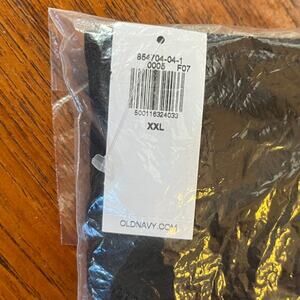 854704-04-1
0005 F07
500116324033
XXL
OLDNAVY.COM